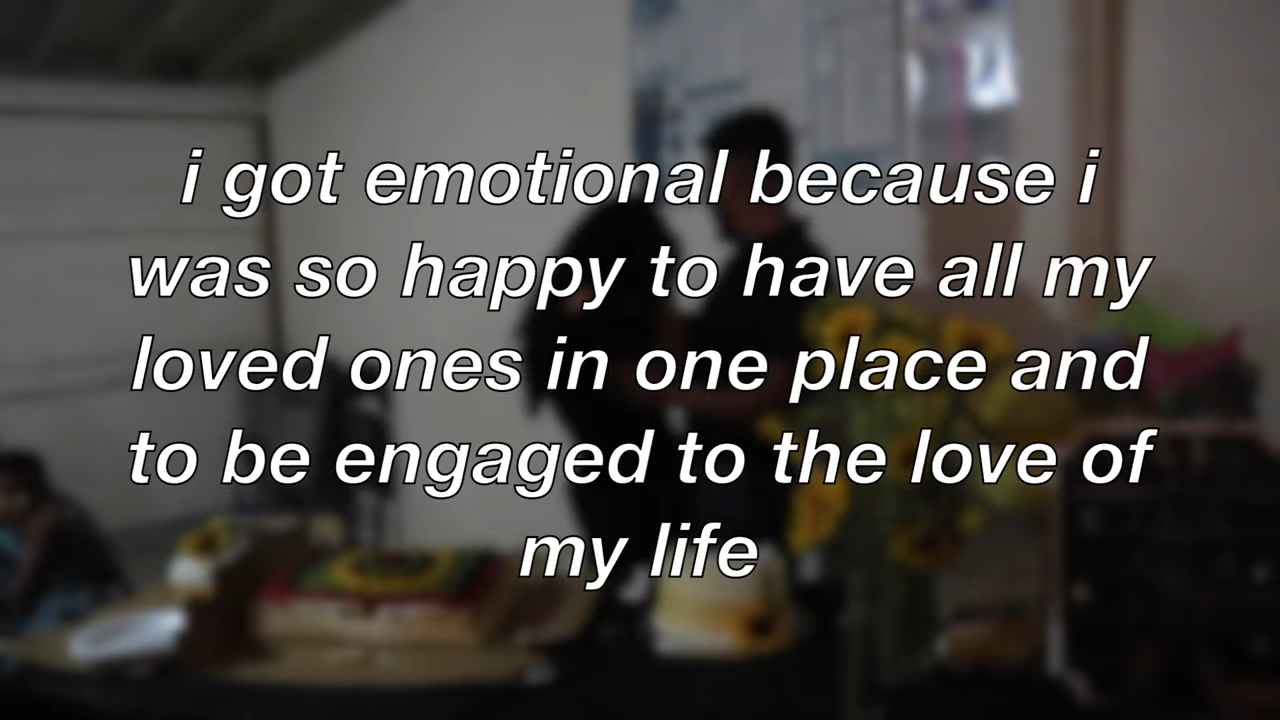 i got emotional because i
was so happy to have all my
loved ones in one place and
to be engaged to the love of
my life